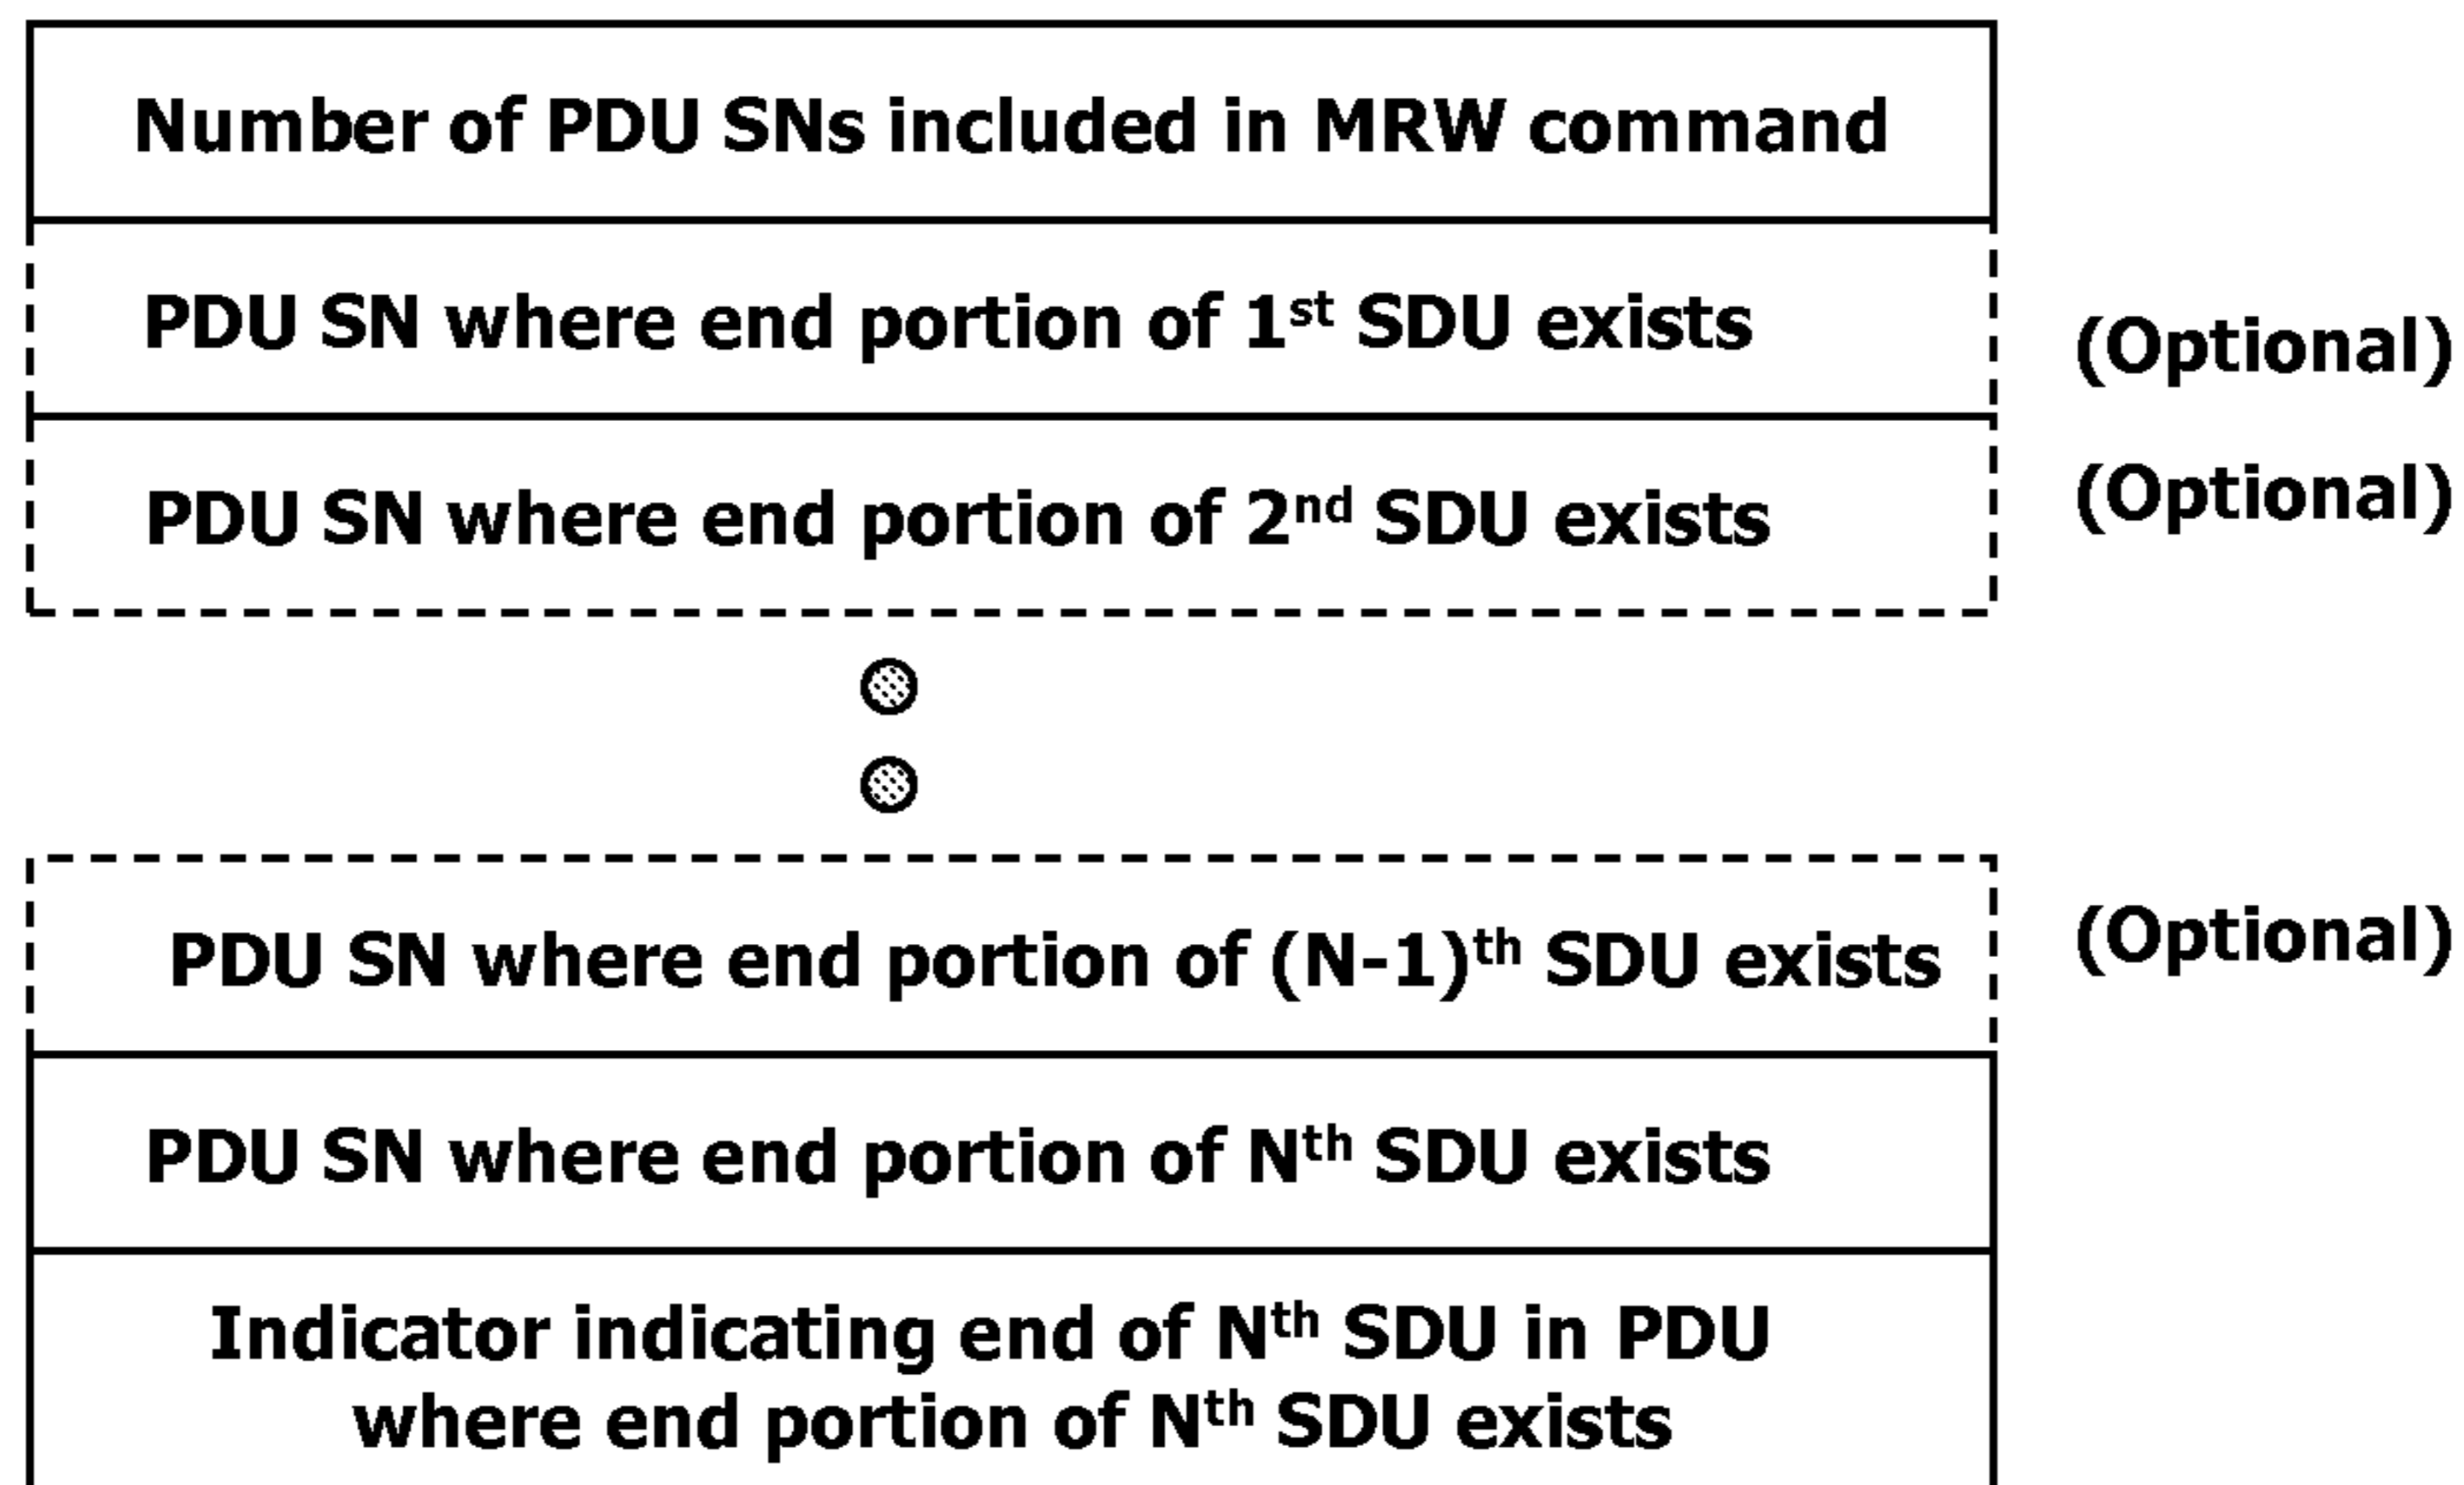 Number of PDU SNs included in MRW command
PDU SN where end portion of 1st SDU exists
(Optional)
PDU SN where end portion of 2nd SDU exists
(Optional)
PDU SN where end portion of (N-1)th SDU exists
(Optional)
PDU SN where end portion of Nth SDU exists
Indicator indicating end of Nth SDU in PDU
where end portion of Nth SDU exists